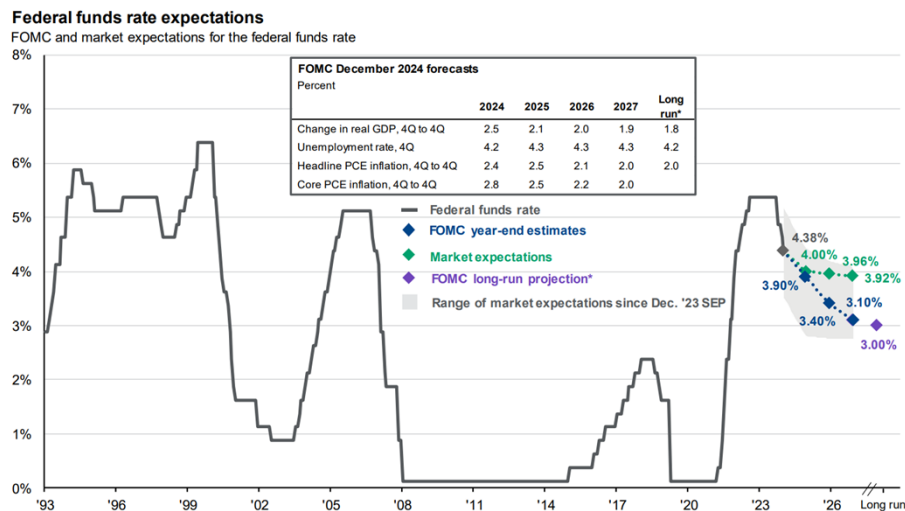 Federal funds rate expectations
FOMC and market expectations for the federal funds rate
8%
7%
6%
5%
4%
3%
2%
1%
0%
FOMC December 2024 forecasts
Percent
2024 2025 2026 2027 Long run*
Change in real GDP, 4Q to 4Q 2.5 2.1 2.0 1.9 1.8
Unemployment rate, 4Q 4.2 4.3 4.3 4.3 4.2
Headline PCE inflation, 4Q to 4Q 2.4 2.5 2.1 2.0 2.0
Core PCE inflation, 4Q to 4Q 2.8 2.5 2.2 2.0
Federal funds rate
FOMC year-end estimates
Market expectations
FOMC long-run projection*
Range of market expectations since Dec. '23 SEP
4.38%
4.00%
3.96%
3.92%
3.90%
3.40%
3.10%
3.00%
'93 '96 '99 '02 '05 '08 '11 '14 '17 '20 '23 '26 Long run